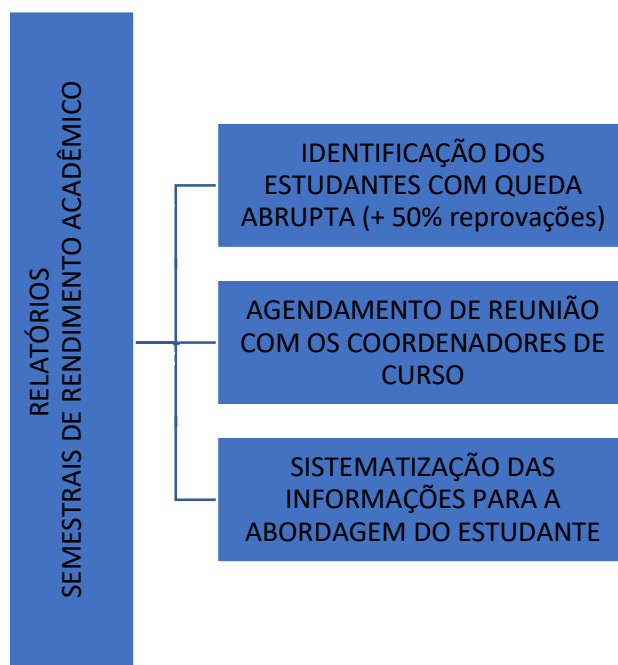 RELATÓRIOS
SEMESTRAIS DE RENDIMENTO ACADÊMICO
IDENTIFICAÇÃO DOS
ESTUDANTES COM QUEDA
ABRUPTA (+ 50% reprovações)
AGENDAMENTO DE REUNIÃO
COM OS COORDENADORES DE
CURSO
SISTEMATIZAÇÃO DAS
INFORMAÇÕES PARA A
ABORDAGEM DO ESTUDANTE